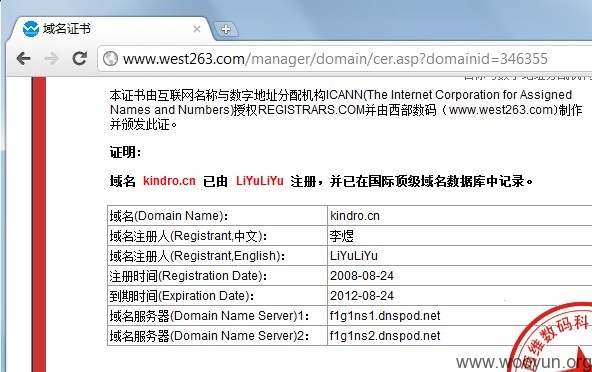 域名证书
www.west263.com/manager/domain/cer.asp?domainid=346355
本证书由互联网名称与数字地址分配机构ICANN(The Internet Corporation for Assigned
Names and Numbers)授权REGISTRARS.COM并由西部数码（www.west263.com)制作
并颁发此证。
证明：
域名 kindro.cn 已由 LiYuLiYu 注册，并已在国际顶级域名数据库中记录。
域名(Domain Name)： kindro.cn
域名注册人(Registrant,中文)： 李煜
域名注册人(Registrant,English)： LiYuLiYu
注册时间(Registration Date)： 2008-08-24
到期时间(Expiration Date)： 2012-08-24
域名服务器(Domain Name Server)1： f1g1ns1.dnspod.net
域名服务器(Domain Name Server)2： f1g1ns2.dnspod.net
维数码科
www.wooyun.org